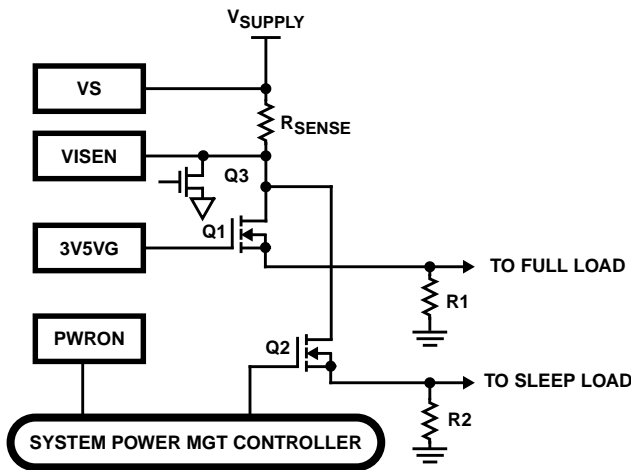 VSUPPLY
VS
RSENSE
VISEN
Q3
Q1
3V5VG
TO FULL LOAD
R1
PWRON
Q2
TO SLEEP LOAD
R2
SYSTEM POWER MGT CONTROLLER